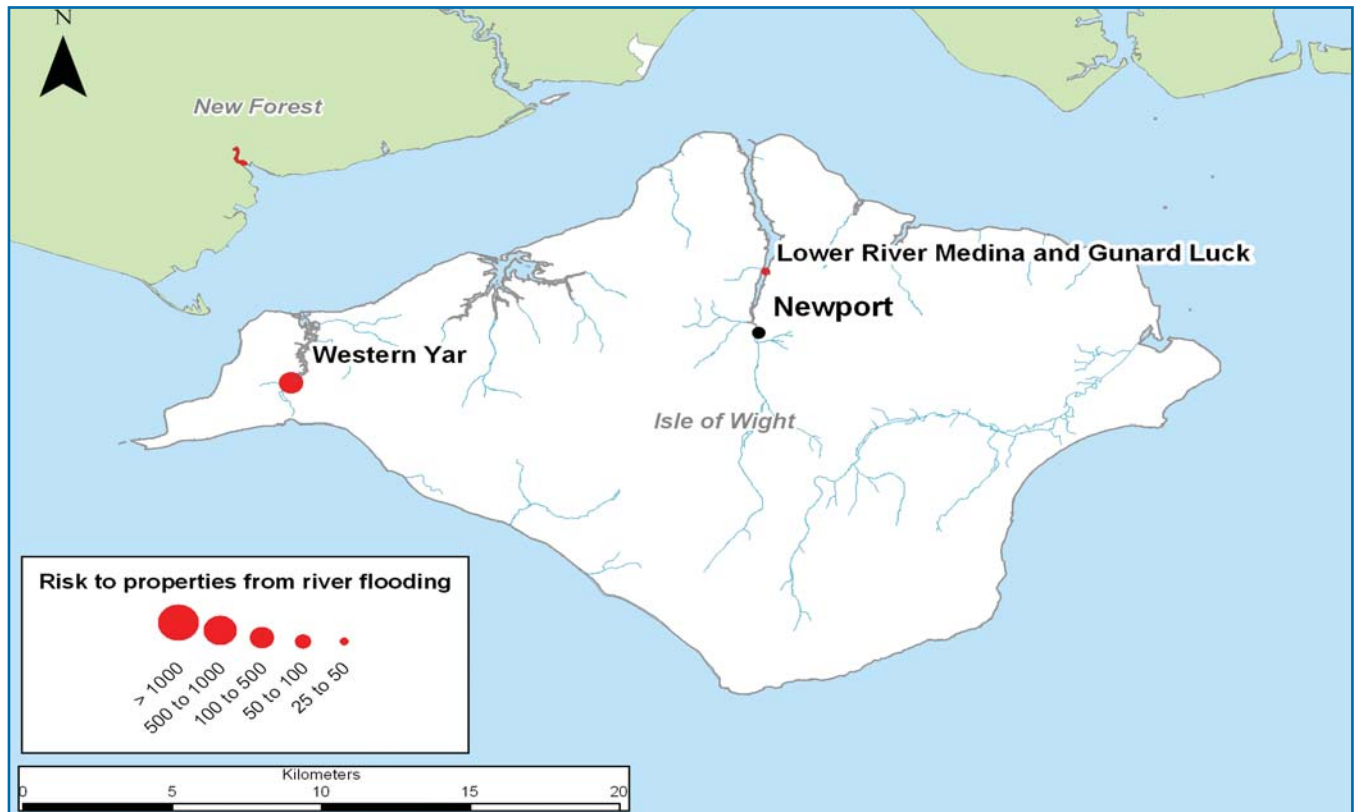 N
New Forest
Lower River Medina and Gunard Luck
Newport
Western Yar
Isle of Wight
Risk to properties from river flooding
> 1000
500 to 1000
100 to 500
50 to 100
25 to 50
Kilometers
0 5 10 15 20